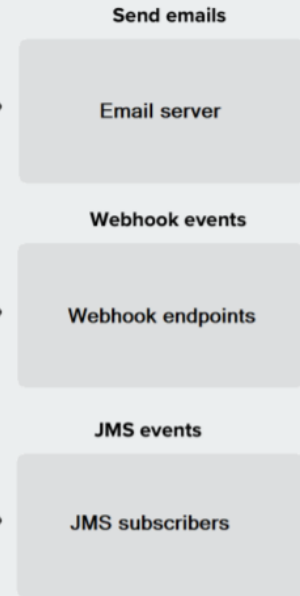 Send emails
Email server
Webhook events
Webhook endpoints
JMS events
JMS subscribers